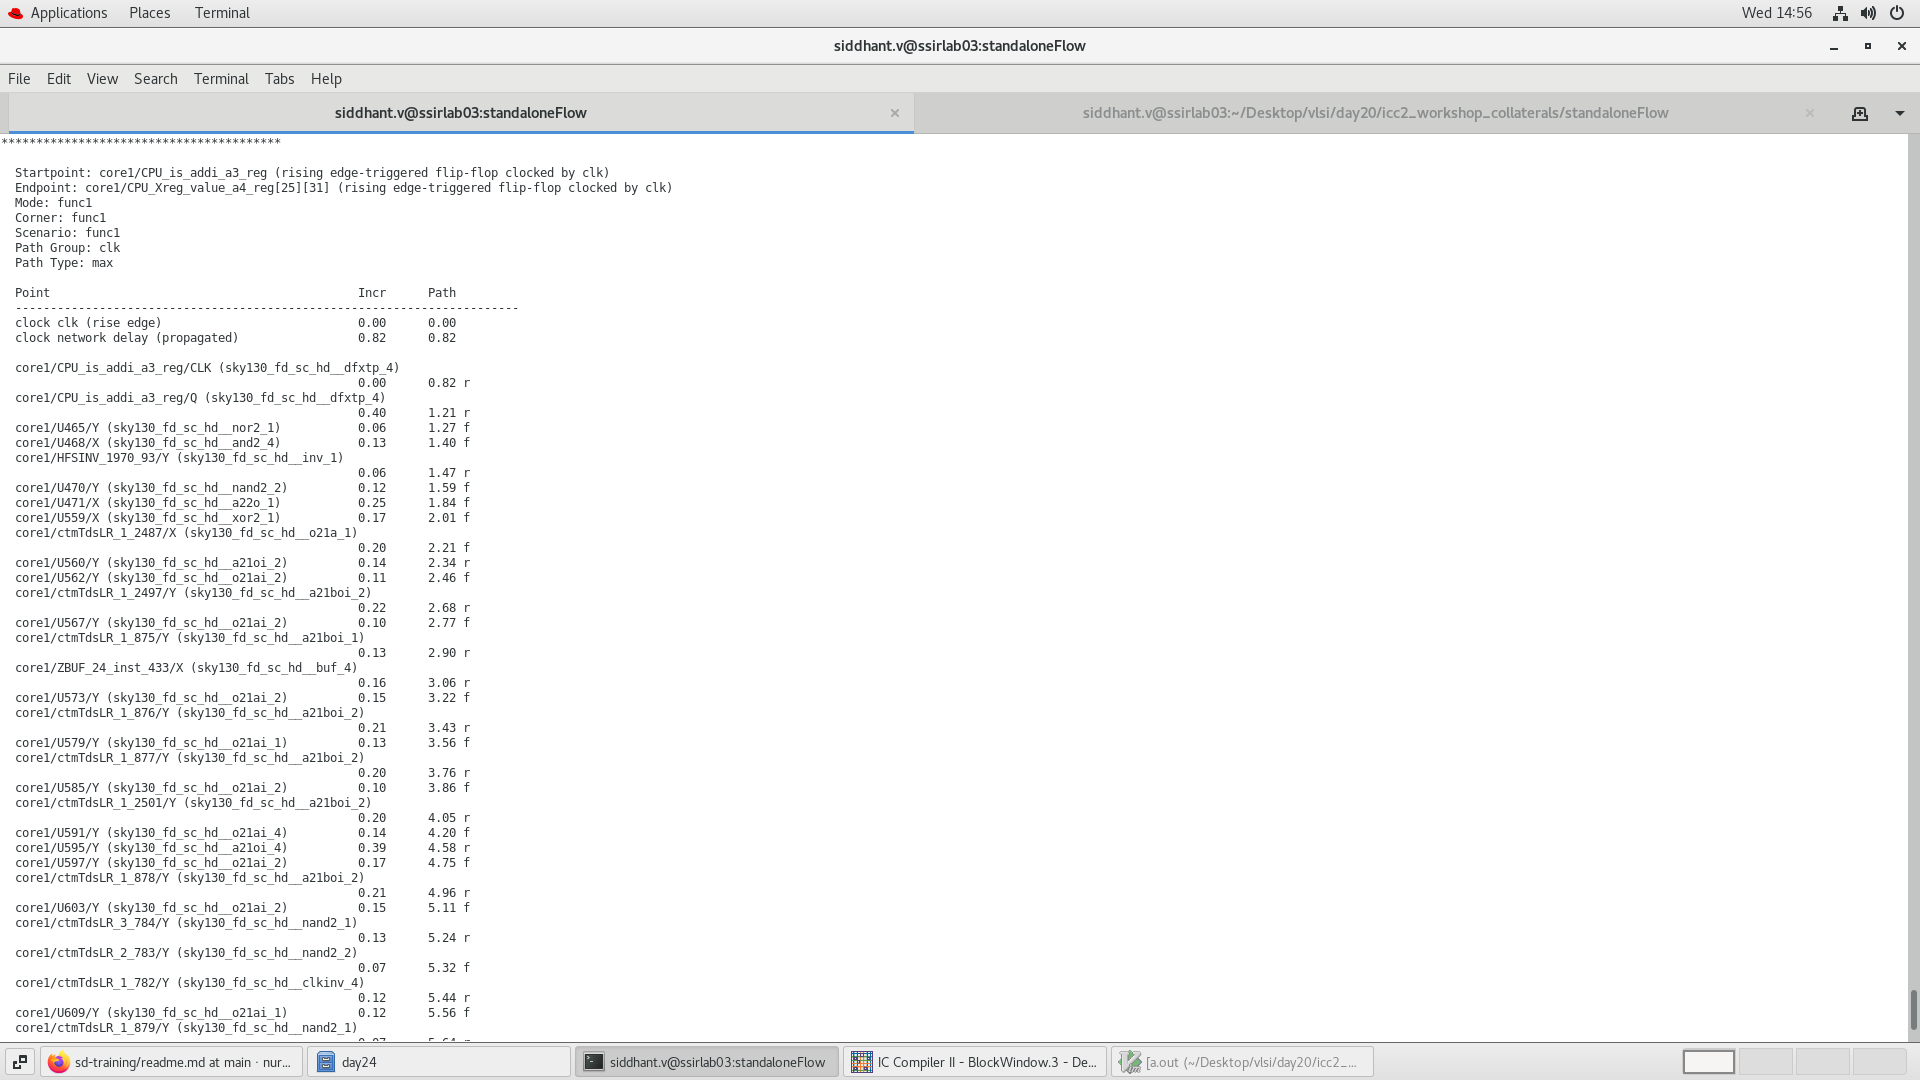 Applications Places Terminal Wed 14:56
siddhant.v@ssirlab03:standaloneFlow
File Edit View Search Terminal Tabs Help
siddhant.v@ssirlab03:standaloneFlow siddhant.v@ssirlab03:~/Desktop/vlsi/day20/icc2_workshop_collaterals/standaloneFlow
****************************************
Startpoint: core1/CPU_is_addi_a3_reg (rising edge-triggered flip-flop clocked by clk)
Endpoint: core1/CPU_Xreg_value_a4_reg[25][31] (rising edge-triggered flip-flop clocked by clk)
Mode: func1
Corner: func1
Scenario: func1
Path Group: clk
Path Type: max
Point Incr Path
------------------------------------------------------------------------
clock clk (rise edge) 0.00 0.00
clock network delay (propagated) 0.82 0.82
core1/CPU_is_addi_a3_reg/CLK (sky130_fd_sc_hd__dfxtp_4)
0.00 0.82 r
core1/CPU_is_addi_a3_reg/Q (sky130_fd_sc_hd__dfxtp_4)
0.40 1.21 r
core1/U465/Y (sky130_fd_sc_hd__nor2_1) 0.06 1.27 f
core1/U468/X (sky130_fd_sc_hd__and2_4) 0.13 1.40 f
core1/HFSINV_1970_93/Y (sky130_fd_sc_hd__inv_1)
0.06 1.47 r
core1/U470/Y (sky130_fd_sc_hd__nand2_2) 0.12 1.59 f
core1/U471/X (sky130_fd_sc_hd__a22o_1) 0.25 1.84 f
core1/U559/X (sky130_fd_sc_hd__xor2_1) 0.17 2.01 f
core1/ctmTdsLR_1_2487/X (sky130_fd_sc_hd__o21a_1)
0.20 2.21 f
core1/U560/Y (sky130_fd_sc_hd__a21oi_2) 0.14 2.34 r
core1/U562/Y (sky130_fd_sc_hd__o21ai_2) 0.11 2.46 f
core1/ctmTdsLR_1_2497/Y (sky130_fd_sc_hd__a21boi_2)
0.22 2.68 r
core1/U567/Y (sky130_fd_sc_hd__o21ai_2) 0.10 2.77 f
core1/ctmTdsLR_1_875/Y (sky130_fd_sc_hd__a21boi_1)
0.13 2.90 r
core1/ZBUF_24_inst_433/X (sky130_fd_sc_hd__buf_4)
0.16 3.06 r
core1/U573/Y (sky130_fd_sc_hd__o21ai_2) 0.15 3.22 f
core1/ctmTdsLR_1_876/Y (sky130_fd_sc_hd__a21boi_2)
0.21 3.43 r
core1/U579/Y (sky130_fd_sc_hd__o21ai_1) 0.13 3.56 f
core1/ctmTdsLR_1_877/Y (sky130_fd_sc_hd__a21boi_2)
0.20 3.76 r
core1/U585/Y (sky130_fd_sc_hd__o21ai_2) 0.10 3.86 f
core1/ctmTdsLR_1_2501/Y (sky130_fd_sc_hd__a21boi_2)
0.20 4.05 r
core1/U591/Y (sky130_fd_sc_hd__o21ai_4) 0.14 4.20 f
core1/U595/Y (sky130_fd_sc_hd__a21oi_4) 0.39 4.58 r
core1/U597/Y (sky130_fd_sc_hd__o21ai_2) 0.17 4.75 f
core1/ctmTdsLR_1_878/Y (sky130_fd_sc_hd__a21boi_2)
0.21 4.96 r
core1/U603/Y (sky130_fd_sc_hd__o21ai_2) 0.15 5.11 f
core1/ctmTdsLR_3_784/Y (sky130_fd_sc_hd__nand2_1)
0.13 5.24 r
core1/ctmTdsLR_2_783/Y (sky130_fd_sc_hd__nand2_2)
0.07 5.32 f
core1/ctmTdsLR_1_782/Y (sky130_fd_sc_hd__clkinv_4)
0.12 5.44 r
core1/U609/Y (sky130_fd_sc_hd__o21ai_1) 0.12 5.56 f
core1/ctmTdsLR_1_879/Y (sky130_fd_sc_hd__nand2_1)
sd-training/readme.md at main · nur... day24 siddhant.v@ssirlab03:standaloneFlow IC Compiler II - BlockWindow.3 - De... [a.out (~/Desktop/vlsi/day20/icc2_...